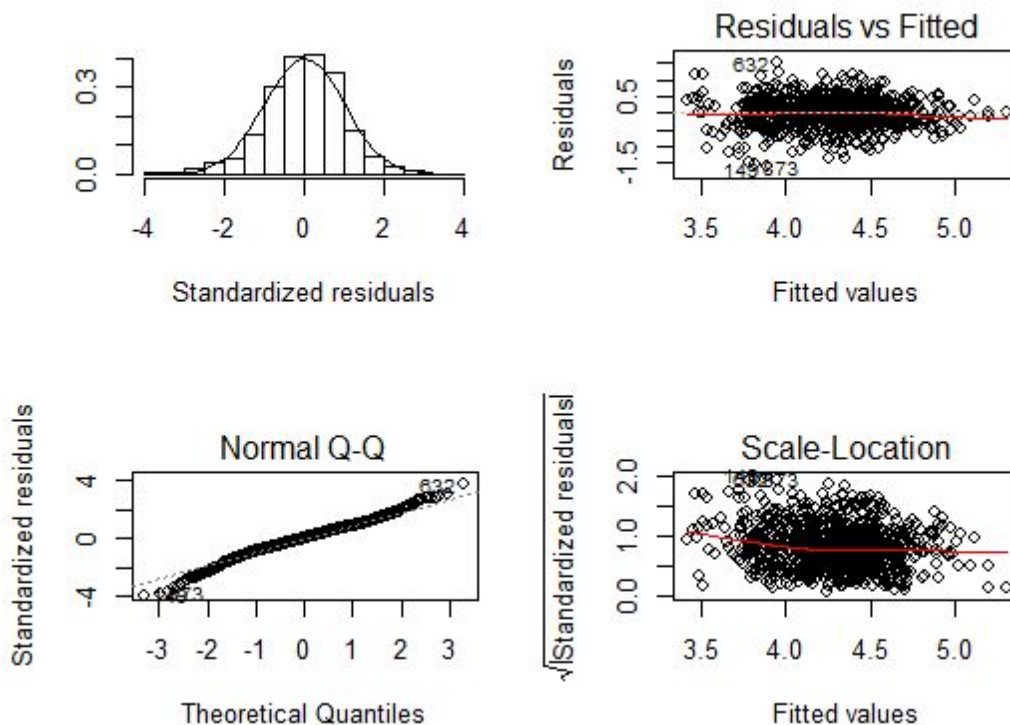 0.0 0.3
-4 -2 0 2 4
Standardized residuals
Residuals vs Fitted
Residuals
-1.5 0.5
632
3.5 4.0 4.5 5.0
Fitted values
Normal Q-Q
Standardized residuals
-4 0 4
632
-3 -2 -1 0 1 2 3
Theoretical Quantiles
Scale-Location
√|Standardized residuals|
0.0 1.0 2.0
3.5 4.0 4.5 5.0
Fitted values